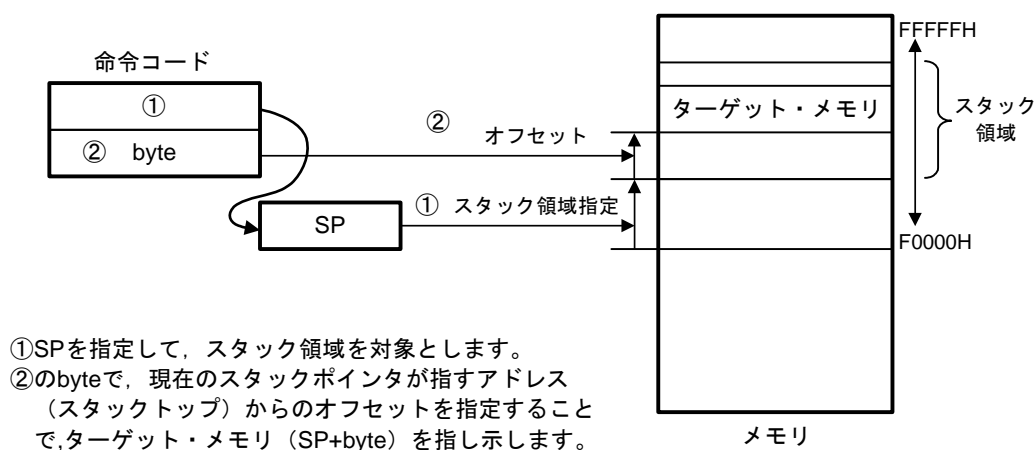 FFFFFH
命令コード
①
② byte
②
オフセット
ターゲット・メモリ
スタック
領域
① スタック領域指定
SP
F0000H
①SPを指定して，スタック領域を対象とします。
②のbyteで，現在のスタックポインタが指すアドレス
（スタックトップ）からのオフセットを指定すること
で,ターゲット・メモリ（SP+byte）を指し示します。
メモリ